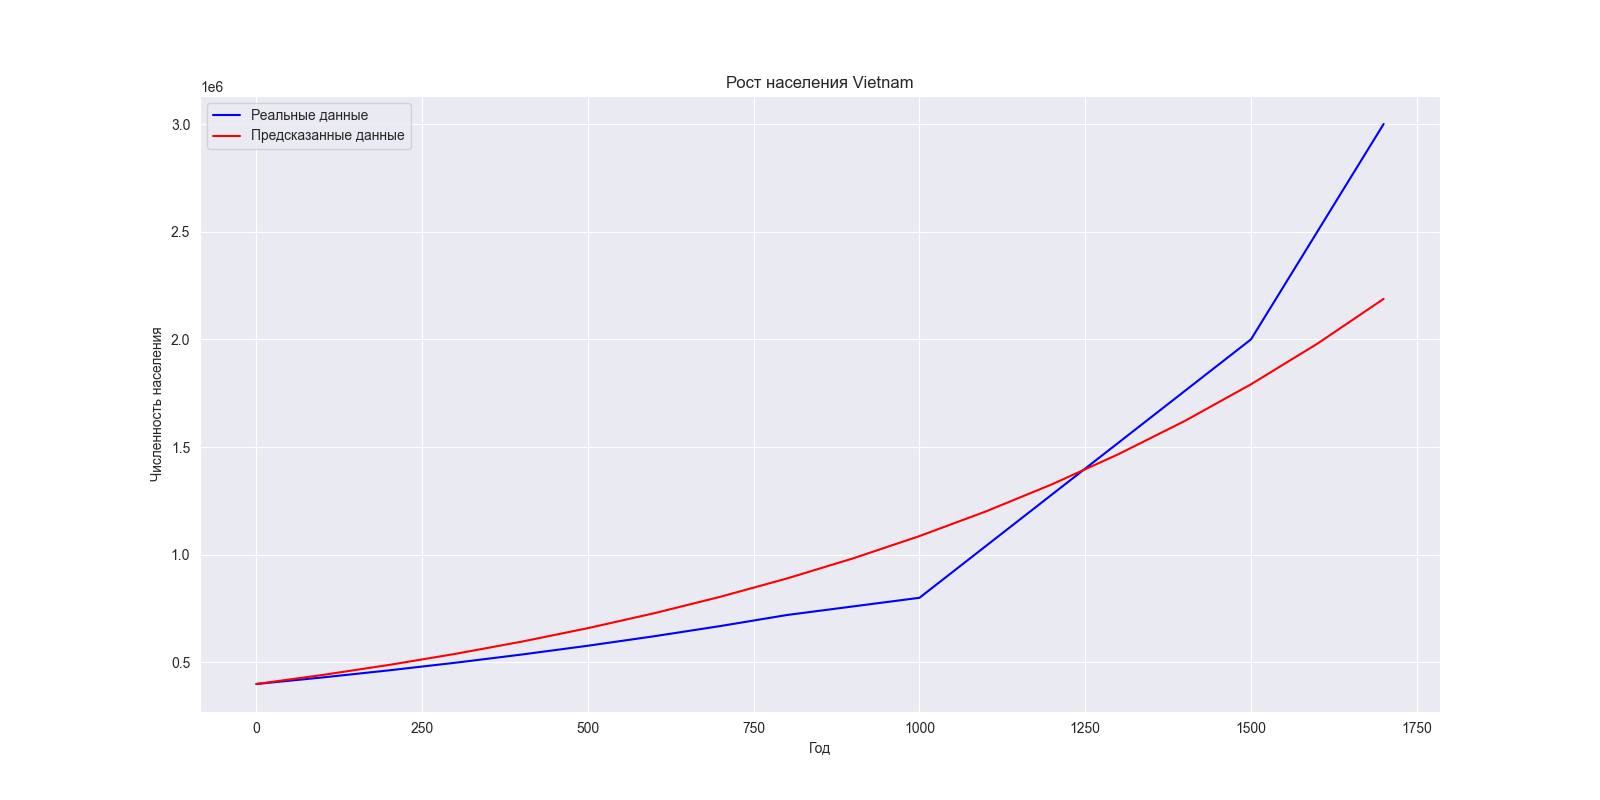 Рост населения Vietnam
1e6
Реальные данные
Предсказанные данные
3.0
2.5
2.0
1.5
1.0
0.5
Численность населения
0 250 500 750 1000 1250 1500 1750
Год